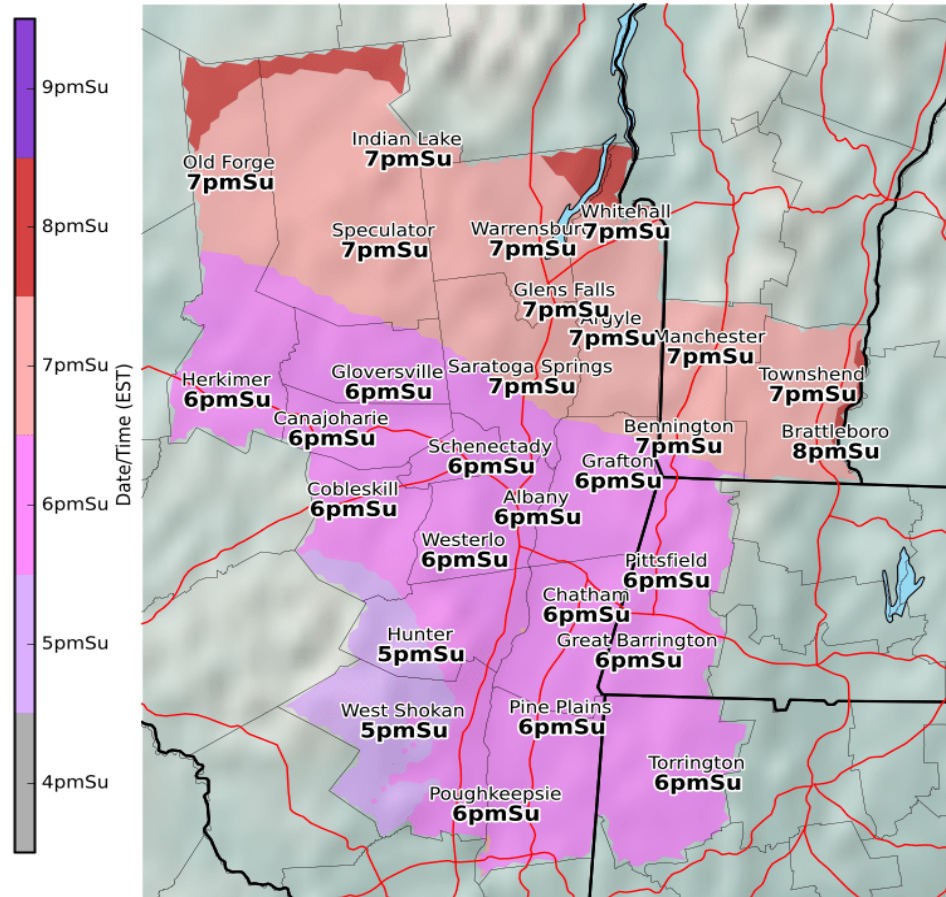 9pmSu
8pmSu
7pmSu
6pmSu
5pmSu
4pmSu
Date/Time (EST)
Indian Lake
7pmSu
Old Forge
7pmSu
Whitehall
7pmSu
Speculator
7pmSu
Warrensburg
7pmSu
Glens Falls
7pmSu
Argyle
7pmSu
Manchester
7pmSu
Saratoga Springs
7pmSu
Townshend
7pmSu
Herkimer
6pmSu
Gloversville
6pmSu
Canajoharie
6pmSu
Bennington
7pmSu
Brattleboro
8pmSu
Schenectady
6pmSu
Grafton
6pmSu
Cobleskill
6pmSu
Albany
6pmSu
Westerlo
6pmSu
Pittsfield
6pmSu
Chatham
6pmSu
Hunter
5pmSu
Great Barrington
6pmSu
West Shokan
5pmSu
Pine Plains
6pmSu
Torrington
6pmSu
Poughkeepsie
6pmSu